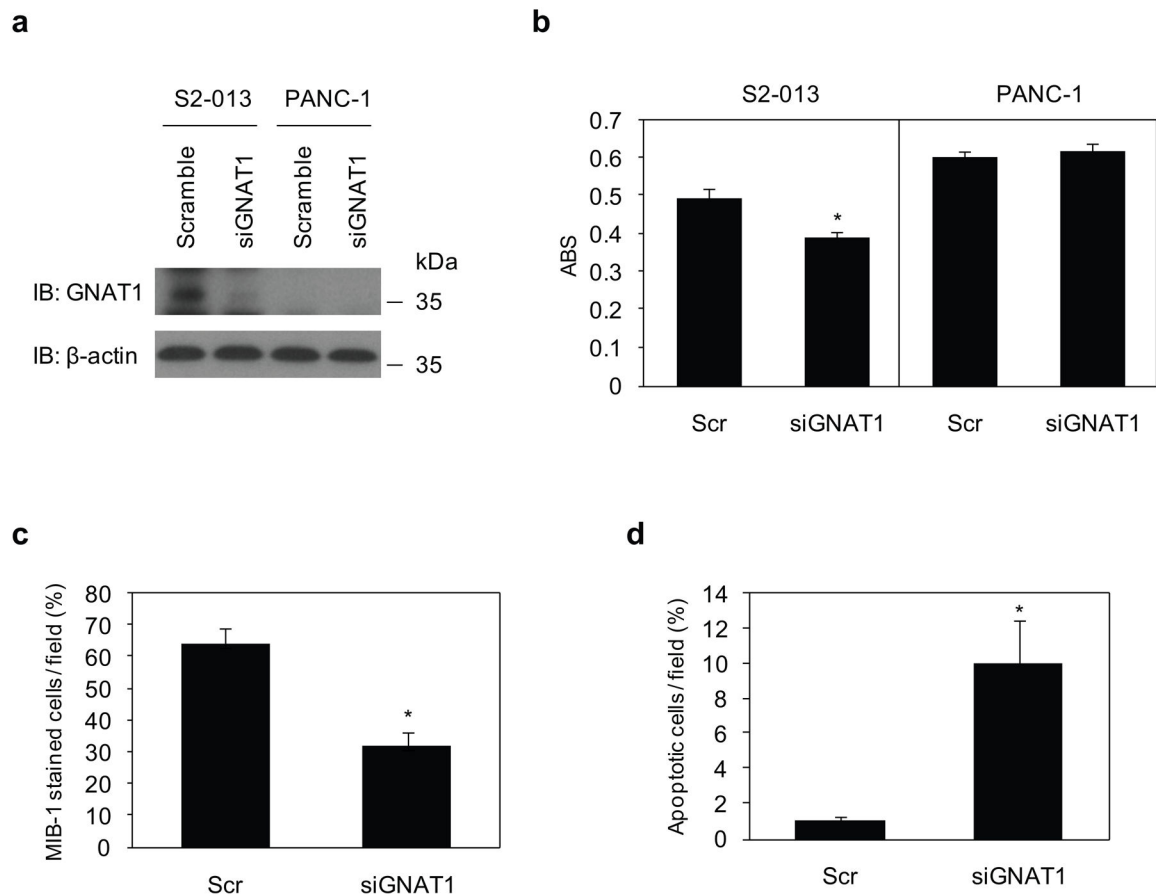 a
S2-013 PANC-1
Scramble siGNAT1 Scramble siGNAT1
kDa
IB: GNAT1 35
IB: β-actin 35
b
S2-013 PANC-1
0.7
0.6
0.5
0.4
0.3
0.2
0.1
0
ABS
*
Scr siGNAT1 Scr siGNAT1
c
MIB-1 stained cells/field (%)
80
70
60
50
40
30
20
10
0
*
Scr siGNAT1
d
Apoptotic cells/field (%)
14
12
10
8
6
4
2
0
*
Scr siGNAT1